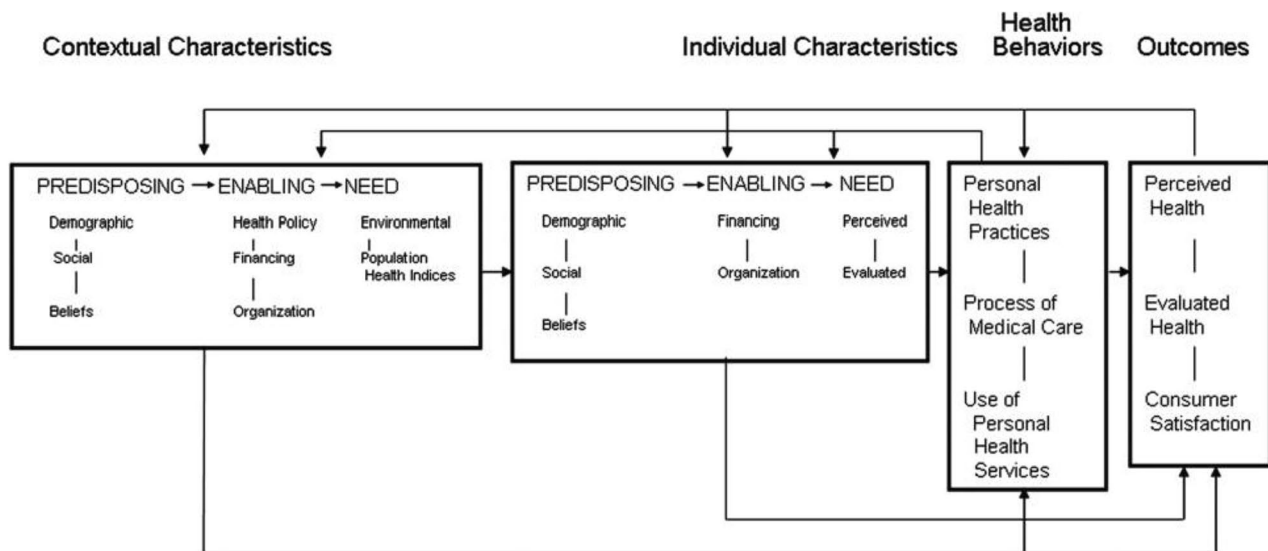 Contextual Characteristics
Individual Characteristics
Health
Behaviors
Outcomes
PREDISPOSING
ENABLING
NEED
Demographic
Social
Beliefs
Health Policy
Financing
Organization
Environmental
Population
Health Indices
PREDISPOSING
ENABLING
NEED
Demographic
Social
Beliefs
Financing
Organization
Perceived
Evaluated
Personal
Health
Practices
Process of
Medical Care
Use of
Personal
Health
Services
Perceived
Health
Evaluated
Health
Consumer
Satisfaction